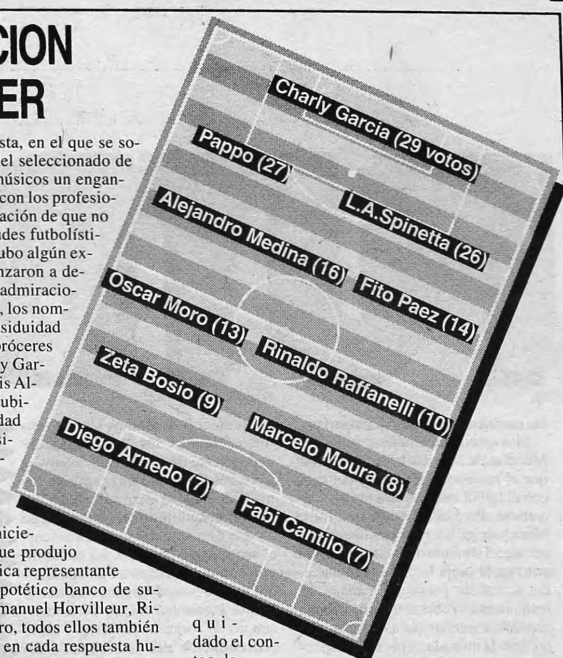 CION
ER
sta, en el que se so-
el seleccionado de
músicos un engan-
con los profesio-
ación de que no
des futbolísti-
ubo algún ex-
nzaron a de-
admiracio-
, los nom-
siduidad
róceres
y Gar-
is Al-
ubi-
dad
si-
-
nicie-
ue produjo
ica representante
potético banco de su-
manuel Horvilleur, Ri-
ro, todos ellos también
en cada respuesta hu-
q u i -
dado el con-
Charly Garcia (29 votos)
Pappo (27)
L.A.Spinetta (26)
Alejandro Medina (16)
Fito Paez (14)
Oscar Moro (13)
Rinaldo Raffanelli (10)
Zeta Bosio (9)
Marcelo Moura (8)
Diego Arnedo (7)
Fabi Cantilo (7)